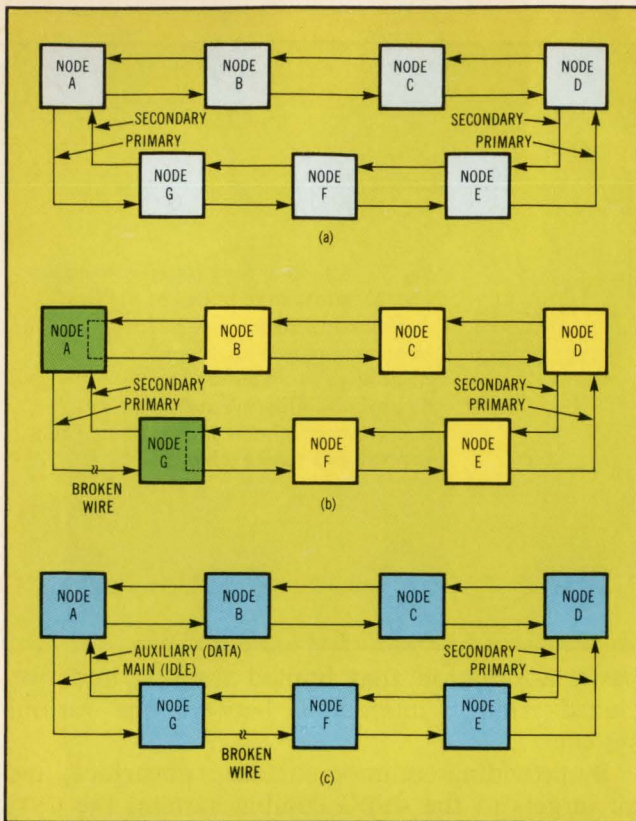 NODE A
NODE B
NODE C
NODE D
SECONDARY
PRIMARY
SECONDARY
PRIMARY
NODE G
NODE F
NODE E
(a)
NODE A
NODE B
NODE C
NODE D
SECONDARY
PRIMARY
SECONDARY
PRIMARY
NODE G
NODE F
NODE E
BROKEN WIRE
(b)
NODE A
NODE B
NODE C
NODE D
AUXILIARY (DATA)
MAIN (IDLE)
SECONDARY
PRIMARY
NODE G
NODE F
NODE E
BROKEN WIRE
(c)